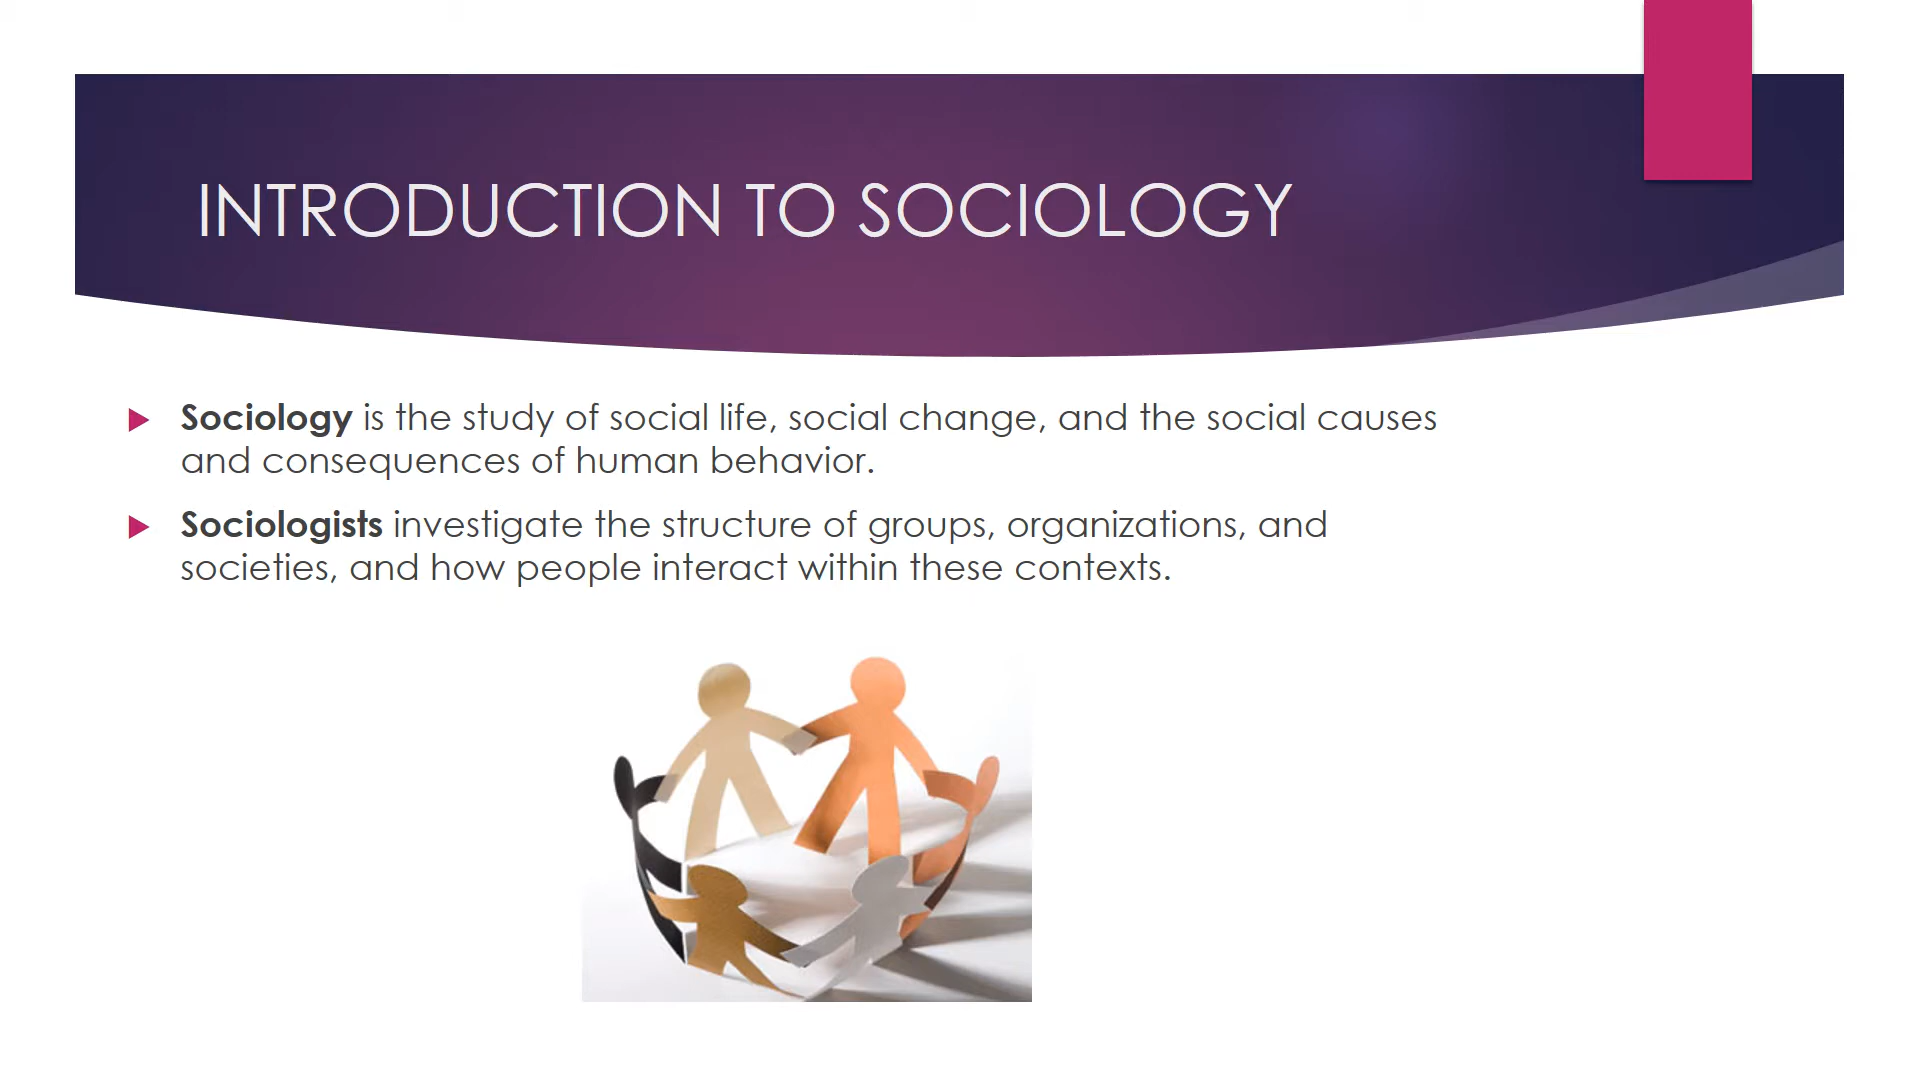 INTRODUCTION TO SOCIOLOGY
Sociology is the study of social life, social change, and the social causes
and consequences of human behavior.
Sociologists investigate the structure of groups, organizations, and
societies, and how people interact within these contexts.